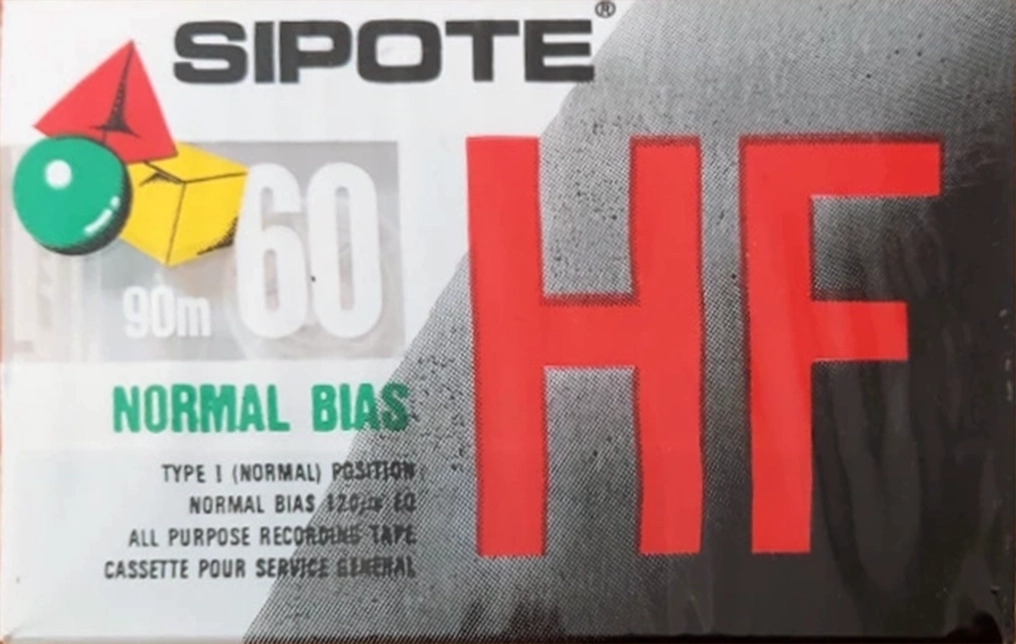 SIPOTE®
HF
60
90m
NORMAL BIAS
TYPE I (NORMAL) POSITION
NORMAL BIAS 120µs EQ
ALL PURPOSE RECORDING TAPE
CASSETTE POUR SERVICE GENERAL